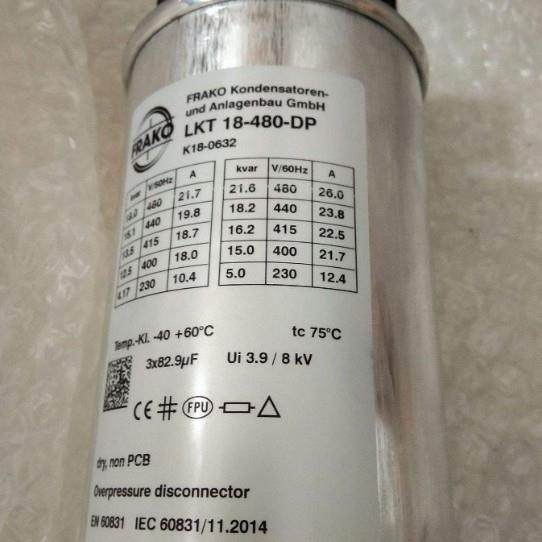 FRAKO
FRAKO Kondensatoren-
und Anlagenbau GmbH
LKT 18-480-DP
K18-0632
kvar V/50Hz A
18.0 480 21.7
15.1 440 19.8
13.5 415 18.7
12.5 400 18.0
4.17 230 10.4
kvar V/60Hz A
21.6 480 26.0
18.2 440 23.8
16.2 415 22.5
15.0 400 21.7
5.0 230 12.4
Temp.-Kl. -40 +60°C tc 75°C
3x82.9µF Ui 3.9 / 8 kV
CE FPU
dry, non PCB
Overpressure disconnector
EN 60831 IEC 60831/11.2014